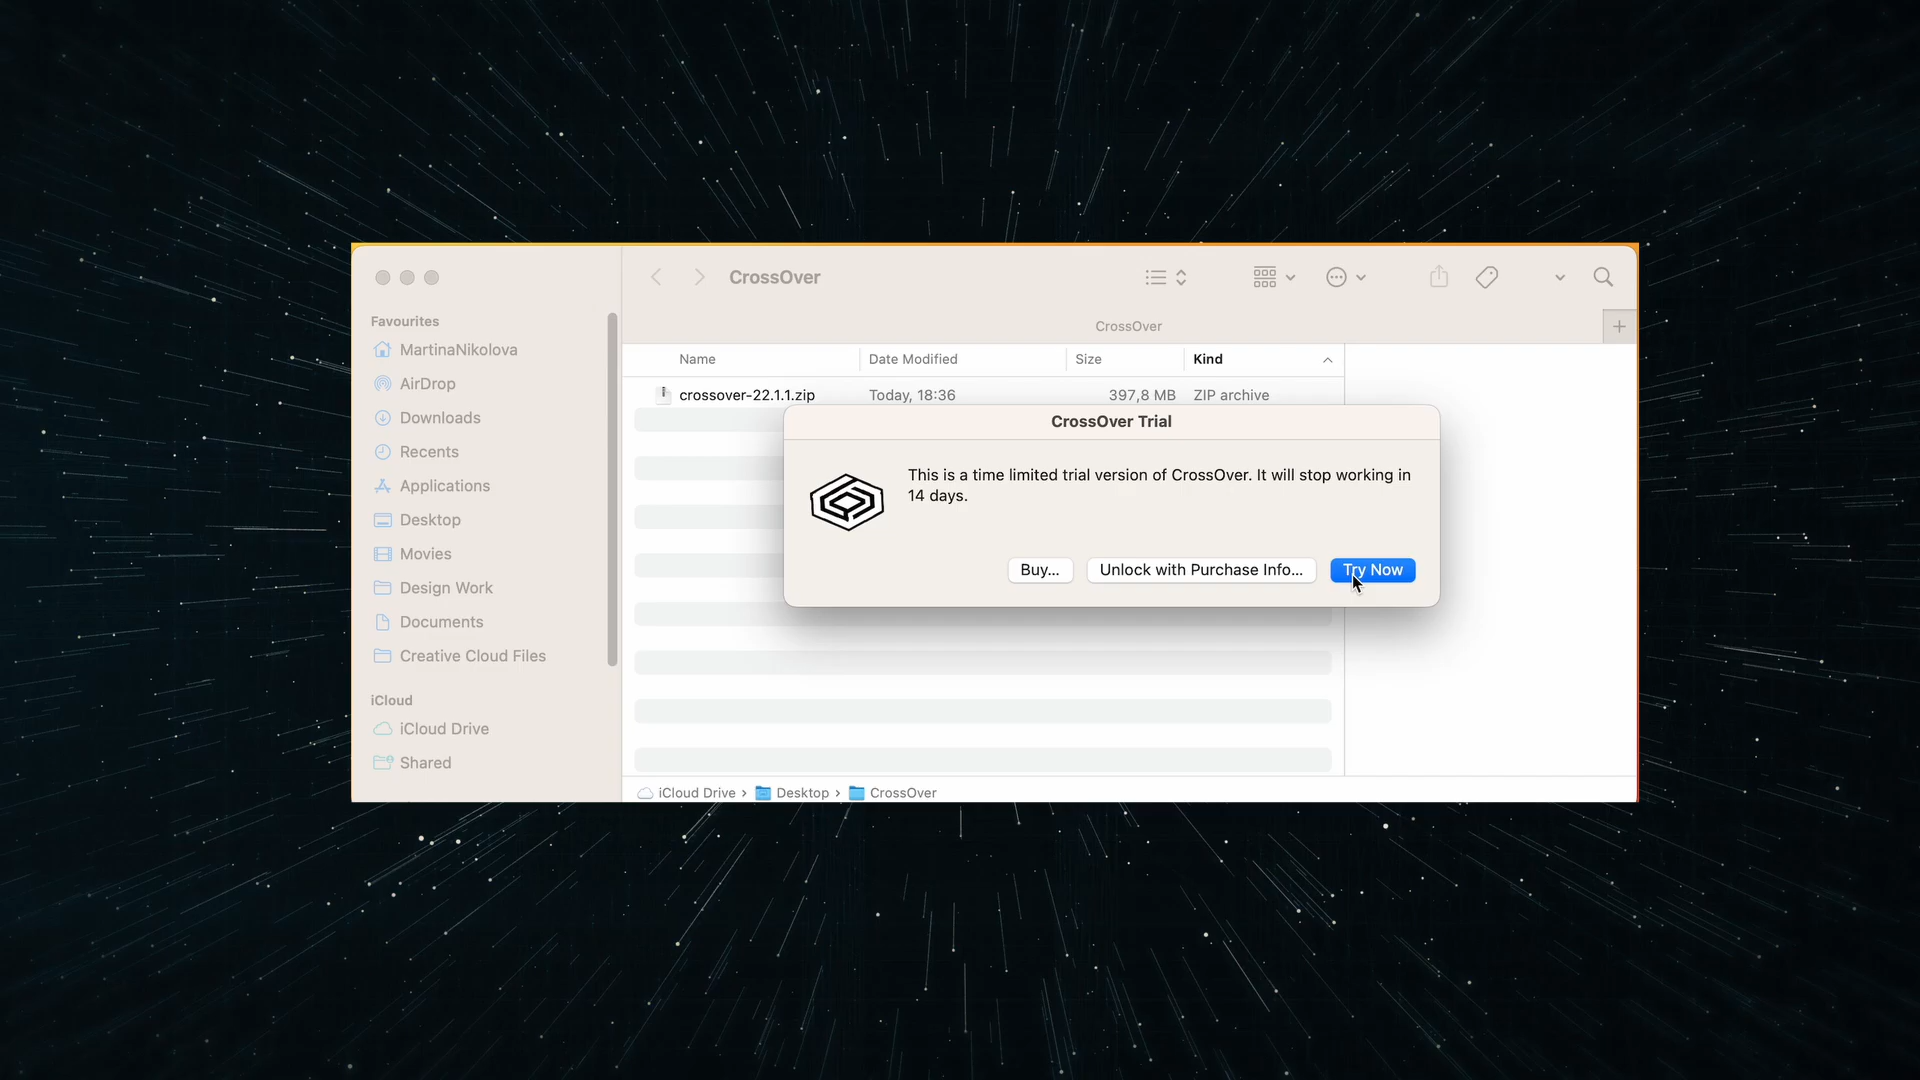 CrossOver
CrossOver
Favourites
MartinaNikolova
AirDrop
Downloads
Recents
Applications
Desktop
Movies
Design Work
Documents
Creative Cloud Files
iCloud
iCloud Drive
Shared
Name Date Modified Size Kind
crossover-22.1.1.zip Today, 18:36 397,8 MB ZIP archive
CrossOver Trial
This is a time limited trial version of CrossOver. It will stop working in
14 days.
Buy... Unlock with Purchase Info... Try Now
iCloud Drive › Desktop › CrossOver